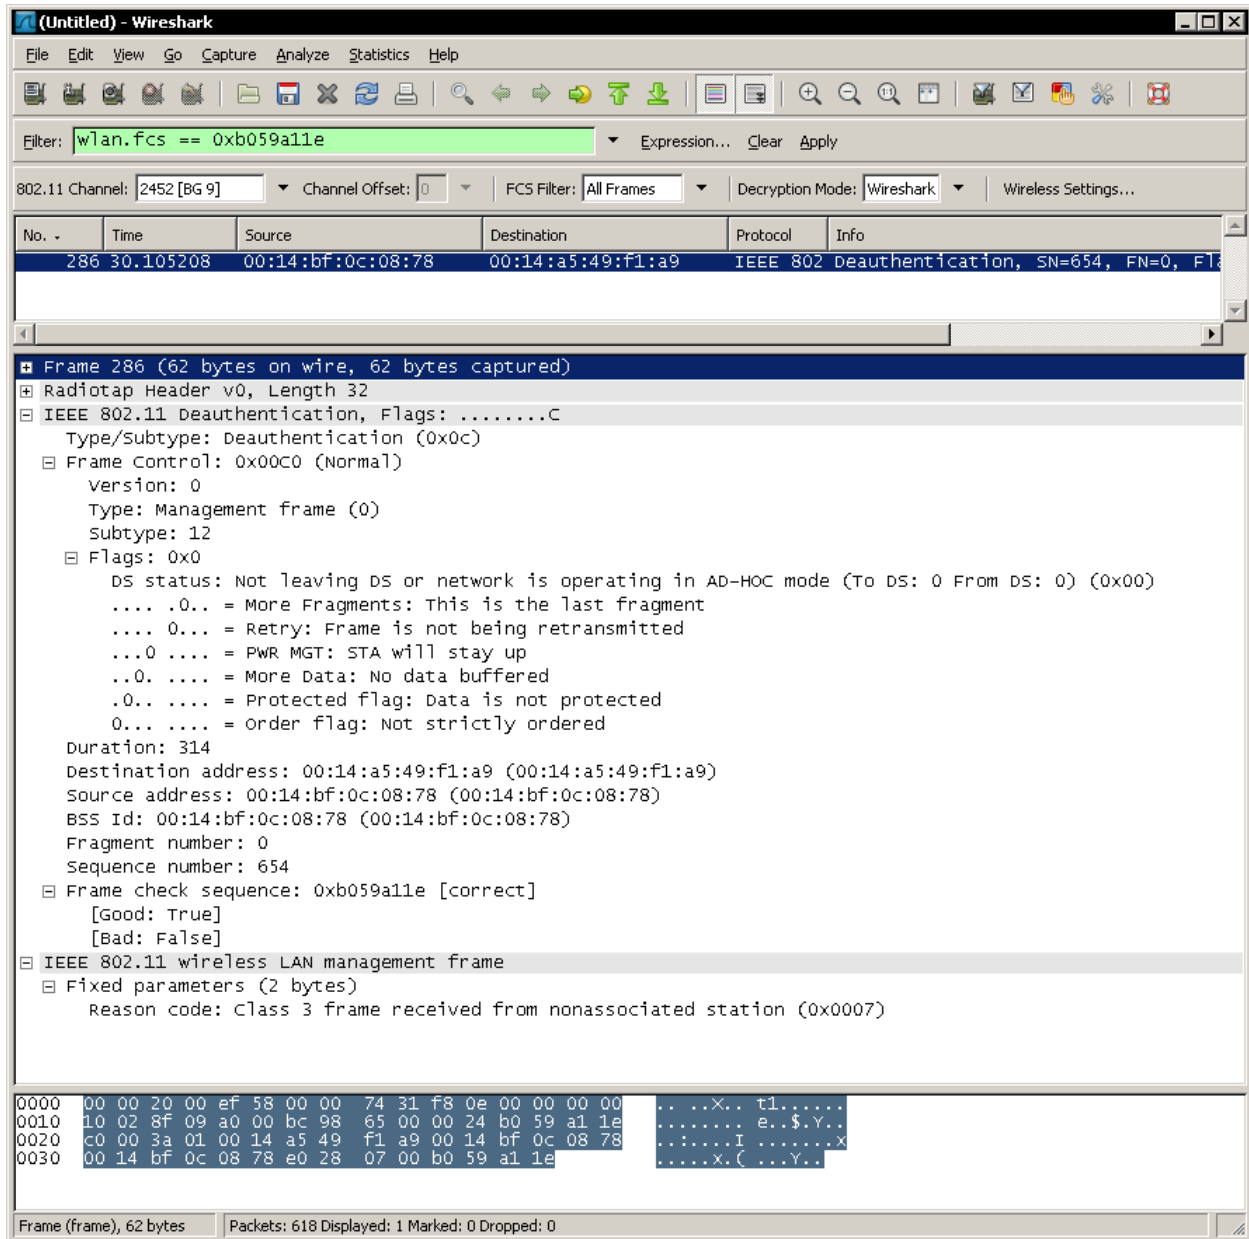 (Untitled) - Wireshark
File Edit View Go Capture Analyze Statistics Help
Filter: wlan.fcs == 0xb059a11e Expression... Clear Apply
802.11 Channel: 2452 [BG 9] Channel Offset: 0 FCS Filter: All Frames Decryption Mode: Wireshark Wireless Settings...
No. Time Source Destination Protocol Info
286 30.105208 00:14:bf:0c:08:78 00:14:a5:49:f1:a9 IEEE 802 Deauthentication, SN=654, FN=0, Fla
Frame 286 (62 bytes on wire, 62 bytes captured)
Radiotap Header v0, Length 32
IEEE 802.11 Deauthentication, Flags: ........C
Type/Subtype: Deauthentication (0x0c)
Frame Control: 0x00C0 (Normal)
Version: 0
Type: Management frame (0)
Subtype: 12
Flags: 0x0
DS status: Not leaving DS or network is operating in AD-HOC mode (To DS: 0 From DS: 0) (0x00)
.... .0.. = More Fragments: This is the last fragment
.... 0... = Retry: Frame is not being retransmitted
...0 .... = PWR MGT: STA will stay up
..0. .... = More Data: No data buffered
.0.. .... = Protected flag: Data is not protected
0... .... = Order flag: Not strictly ordered
Duration: 314
Destination address: 00:14:a5:49:f1:a9 (00:14:a5:49:f1:a9)
Source address: 00:14:bf:0c:08:78 (00:14:bf:0c:08:78)
BSS Id: 00:14:bf:0c:08:78 (00:14:bf:0c:08:78)
Fragment number: 0
Sequence number: 654
Frame check sequence: 0xb059a11e [correct]
[Good: True]
[Bad: False]
IEEE 802.11 wireless LAN management frame
Fixed parameters (2 bytes)
Reason code: Class 3 frame received from nonassociated station (0x0007)
0000 00 00 20 00 ef 58 00 00 74 31 f8 0e 00 00 00 00 .. ..X.. t1......
0010 10 02 8f 09 a0 00 bc 98 65 00 00 24 b0 59 a1 1e ........ e..$.Y..
0020 c0 00 3a 01 00 14 a5 49 f1 a9 00 14 bf 0c 08 78 ..:....I .......x
0030 00 14 bf 0c 08 78 e0 28 07 00 b0 59 a1 1e .....x.( ...Y..
Frame (frame), 62 bytes Packets: 618 Displayed: 1 Marked: 0 Dropped: 0